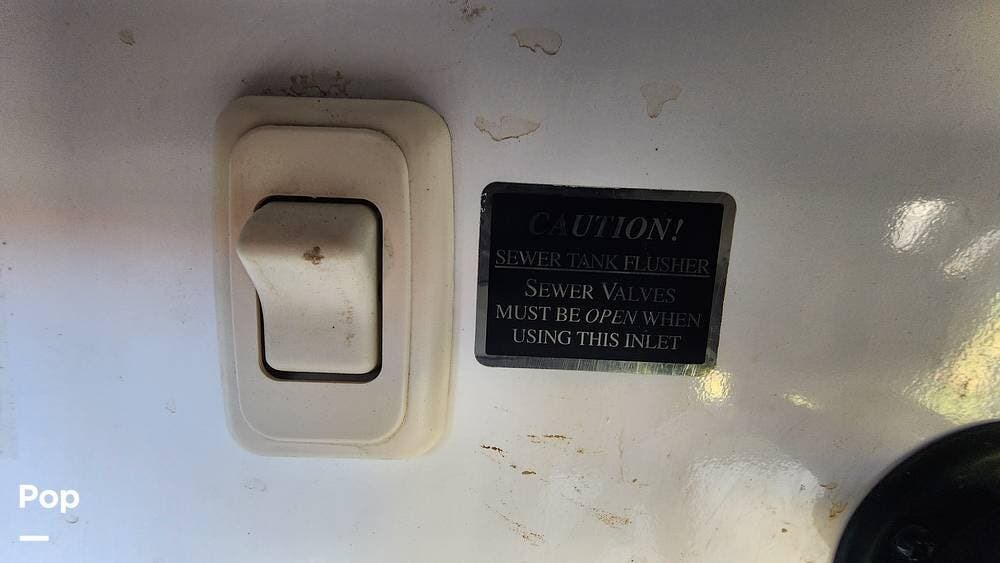 CAUTION!
SEWER TANK FLUSHER
SEWER VALVES
MUST BE OPEN WHEN
USING THIS INLET
Pop